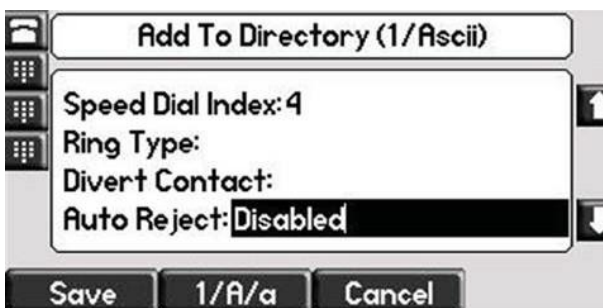 Add To Directory (1/Ascii)
Speed Dial Index:4
Ring Type:
Divert Contact:
Auto Reject:Disabled
Save 1/A/a Cancel